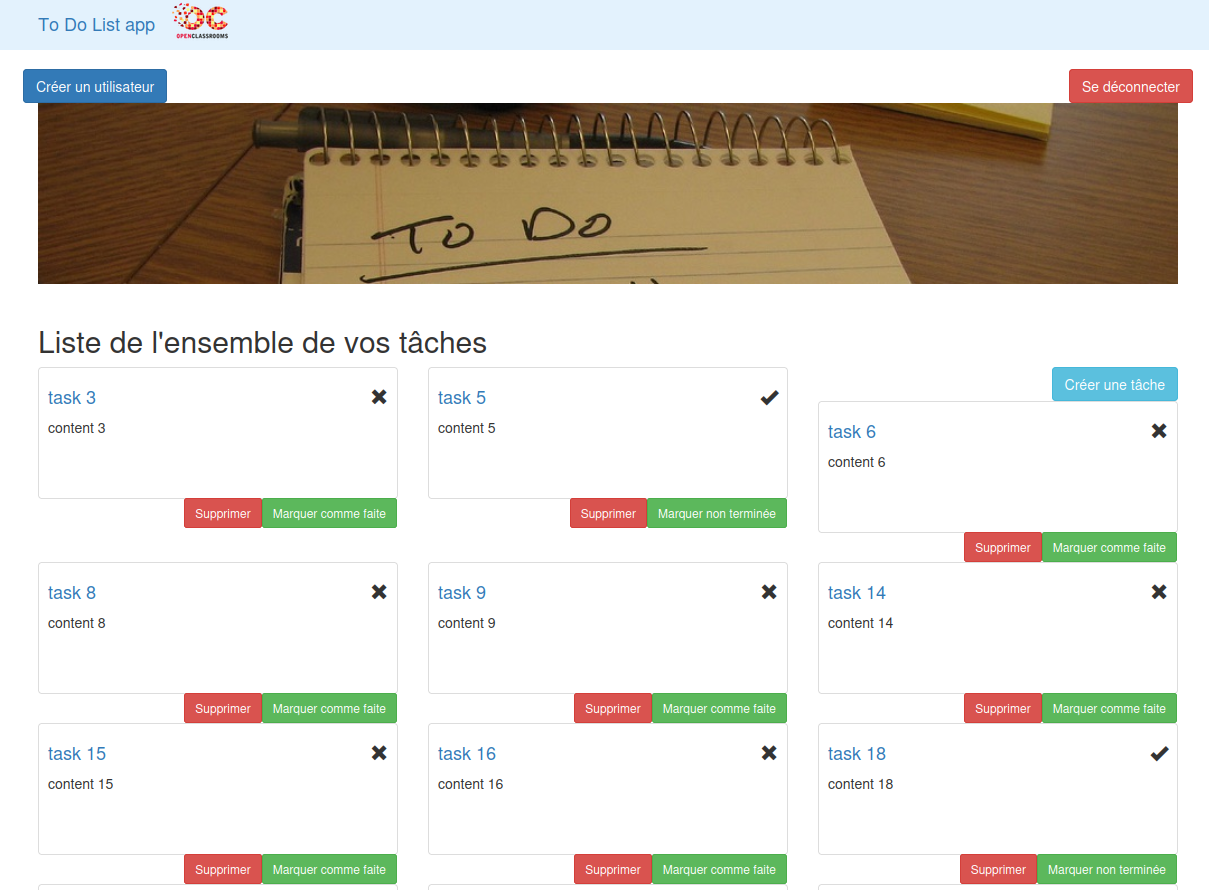 To Do List app
OPENCLASSROOMS
Créer un utilisateur
Se déconnecter
To Do
Liste de l'ensemble de vos tâches
Créer une tâche
task 3
content 3
Supprimer
Marquer comme faite
task 5
content 5
Supprimer
Marquer non terminée
task 6
content 6
Supprimer
Marquer comme faite
task 8
content 8
Supprimer
Marquer comme faite
task 9
content 9
Supprimer
Marquer comme faite
task 14
content 14
Supprimer
Marquer comme faite
task 15
content 15
Supprimer
Marquer comme faite
task 16
content 16
Supprimer
Marquer comme faite
task 18
content 18
Supprimer
Marquer non terminée